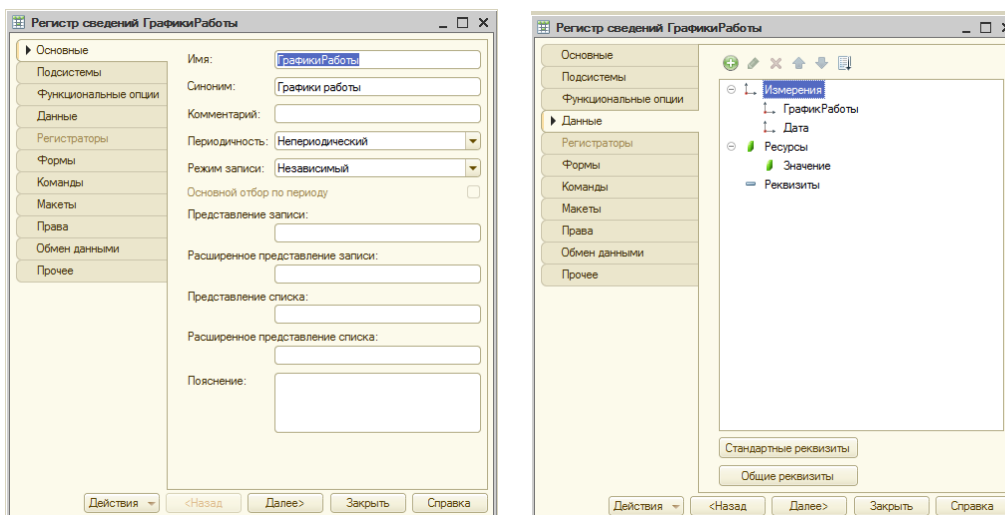 Регистр сведений ГрафикиРаботы
Основные
Подсистемы
Функциональные опции
Данные
Регистраторы
Формы
Команды
Макеты
Права
Обмен данными
Прочее
Имя: ГрафикиРаботы
Синоним: Графики работы
Комментарий:
Периодичность: Непериодический
Режим записи: Независимый
Основной отбор по периоду
Представление записи:
Расширенное представление записи:
Представление списка:
Расширенное представление списка:
Пояснение:
Действия <Назад Далее> Закрыть Справка
Регистр сведений ГрафикиРаботы
Основные
Подсистемы
Функциональные опции
Данные
Регистраторы
Формы
Команды
Макеты
Права
Обмен данными
Прочее
Измерения
ГрафикРаботы
Дата
Ресурсы
Значение
Реквизиты
Стандартные реквизиты
Общие реквизиты
Действия <Назад Далее> Закрыть Справка